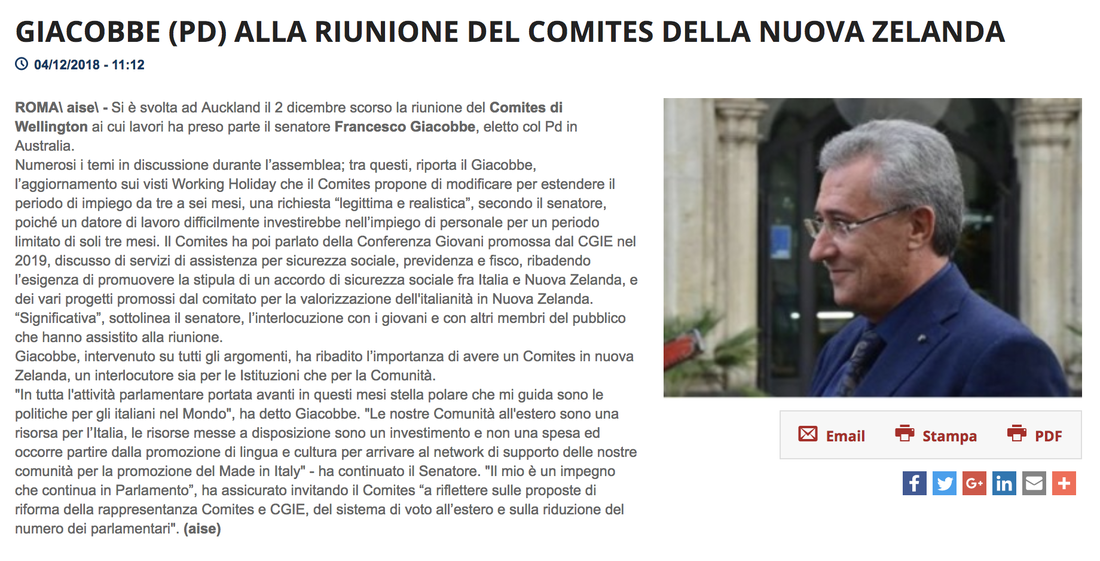 GIACOBBE (PD) ALLA RIUNIONE DEL COMITES DELLA NUOVA ZELANDA
04/12/2018 - 11:12
ROMA\ aise\ - Si è svolta ad Auckland il 2 dicembre scorso la riunione del Comites di
Wellington ai cui lavori ha preso parte il senatore Francesco Giacobbe, eletto col Pd in
Australia.
Numerosi i temi in discussione durante l'assemblea; tra questi, riporta il Giacobbe,
l'aggiornamento sui visti Working Holiday che il Comites propone di modificare per estendere il
periodo di impiego da tre a sei mesi, una richiesta "legittima e realistica", secondo il senatore,
poiché un datore di lavoro difficilmente investirebbe nell'impiego di personale per un periodo
limitato di soli tre mesi. Il Comites ha poi parlato della Conferenza Giovani promossa dal CGIE nel
2019, discusso di servizi di assistenza per sicurezza sociale, previdenza e fisco, ribadendo
l'esigenza di promuovere la stipula di un accordo di sicurezza sociale fra Italia e Nuova Zelanda, e
dei vari progetti promossi dal comitato per la valorizzazione dell'italianità in Nuova Zelanda.
"Significativa", sottolinea il senatore, l'interlocuzione con i giovani e con altri membri del pubblico
che hanno assistito alla riunione.
Giacobbe, intervenuto su tutti gli argomenti, ha ribadito l'importanza di avere un Comites in nuova
Zelanda, un interlocutore sia per le Istituzioni che per la Comunità.
"In tutta l'attività parlamentare portata avanti in questi mesi stella polare che mi guida sono le
politiche per gli italiani nel Mondo", ha detto Giacobbe. "Le nostre Comunità all'estero sono una
risorsa per l'Italia, le risorse messe a disposizione sono un investimento e non una spesa ed
occorre partire dalla promozione di lingua e cultura per arrivare al network di supporto delle nostre
comunità per la promozione del Made in Italy" - ha continuato il Senatore. "Il mio è un impegno
che continua in Parlamento", ha assicurato invitando il Comites "a riflettere sulle proposte di
riforma della rappresentanza Comites e CGIE, del sistema di voto all'estero e sulla riduzione del
numero dei parlamentari". (aise)
Email Stampa PDF